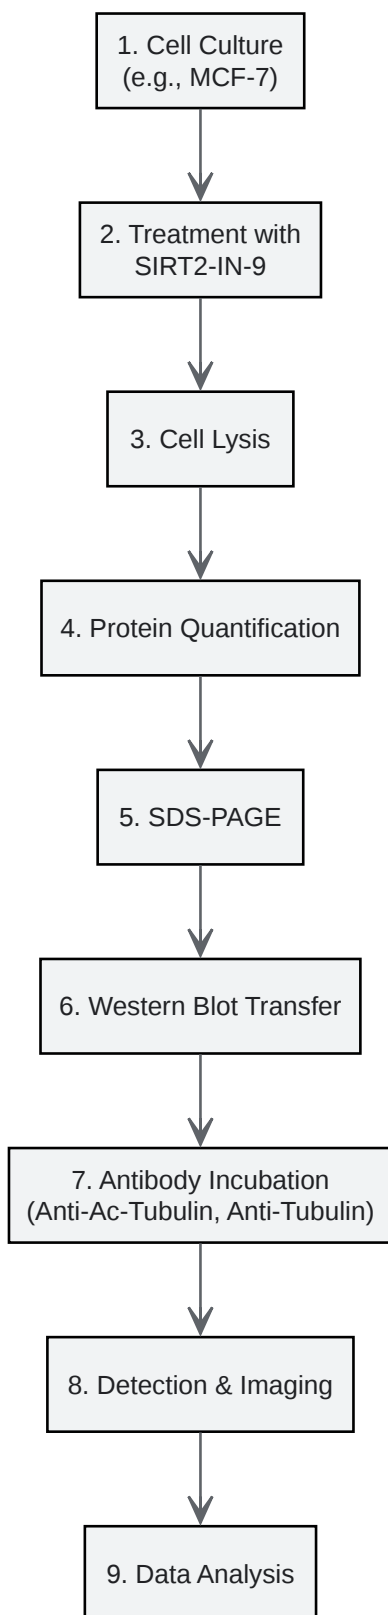 1. Cell Culture
(e.g., MCF-7)
2. Treatment with
SIRT2-IN-9
3. Cell Lysis
4. Protein Quantification
5. SDS-PAGE
6. Western Blot Transfer
7. Antibody Incubation
(Anti-Ac-Tubulin, Anti-Tubulin)
8. Detection & Imaging
9. Data Analysis